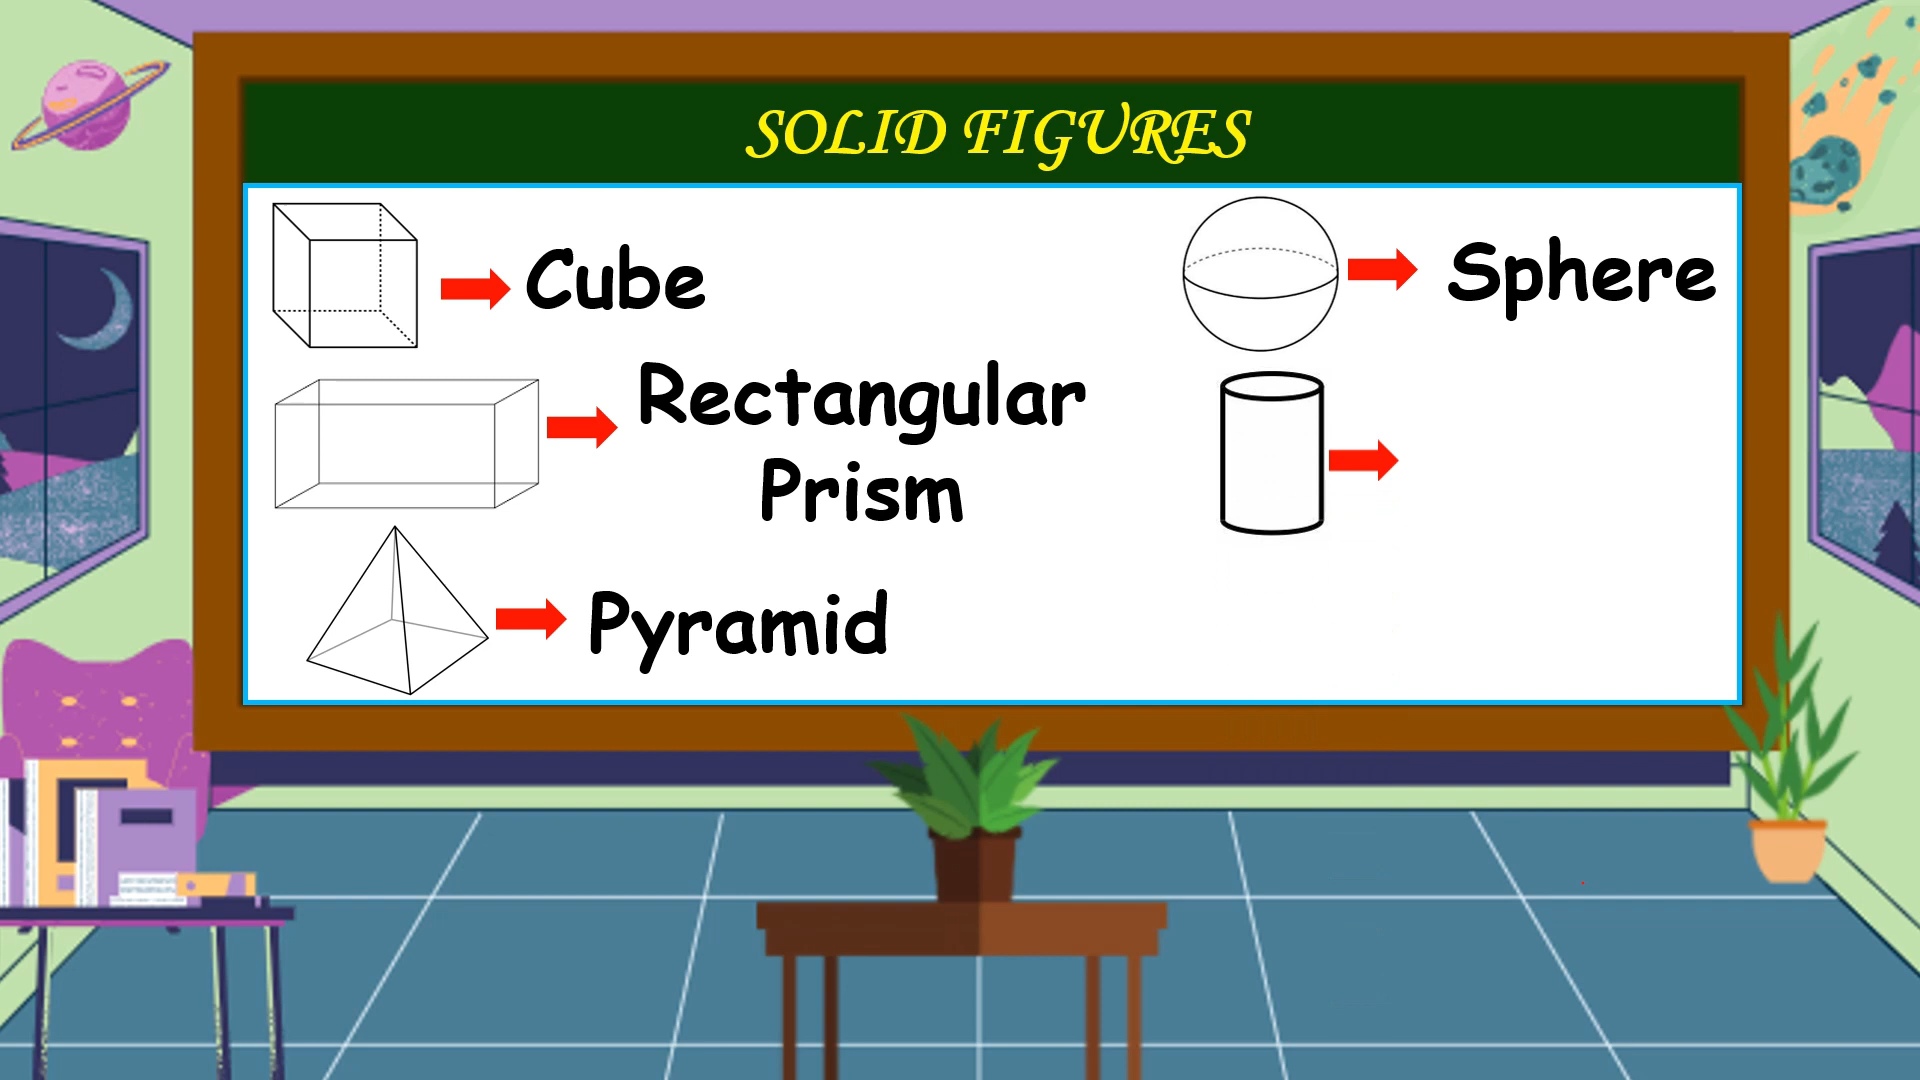 SOLID FIGURES
Cube
Rectangular
Prism
Pyramid
Sphere